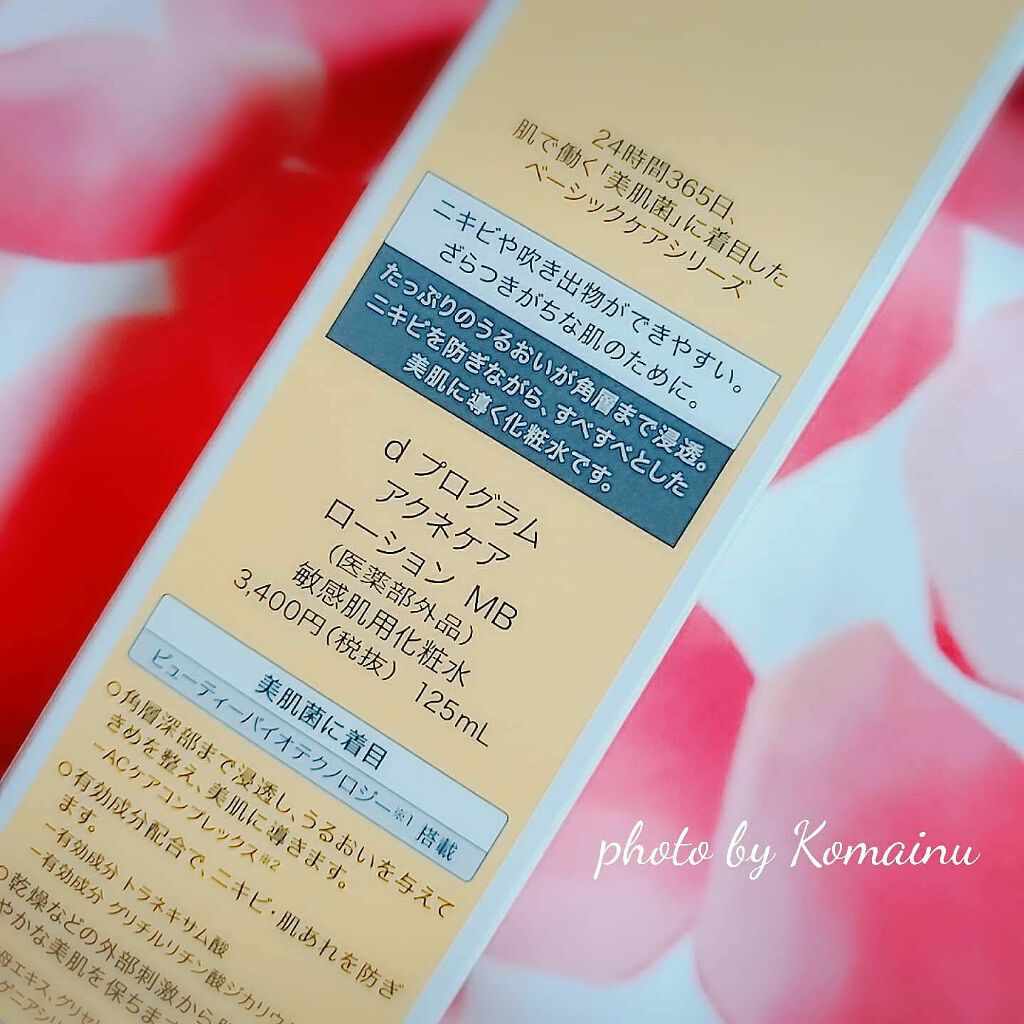 24時間365日、
肌で働く「美肌菌」に着目した
ベーシックケアシリーズ
ニキビや吹き出物ができやすい。
ざらつきがちな肌のために。
たっぷりのうるおいが角層まで浸透。
ニキビを防ぎながら、すべすべとした
美肌に導く化粧水です。
d プログラム
アクネケア
ローション MB
(医薬部外品)
敏感肌用化粧水
3,400円(税抜) 125mL
美肌菌に着目
ビューティーバイオテクノロジー※1 搭載
○角層深部まで浸透し、うるおいを与えて
きめを整え、美肌に導きます。
-ACケアコンプレックス※2
○有効成分配合で、ニキビ・肌あれを防ぎ
ます。
-有効成分 トラネキサム酸
-有効成分 グリチルリチン酸ジカリウム
○乾燥などの外部刺激から
やかな美肌を保ちま
母エキス、グリセリ
photo by Komainu